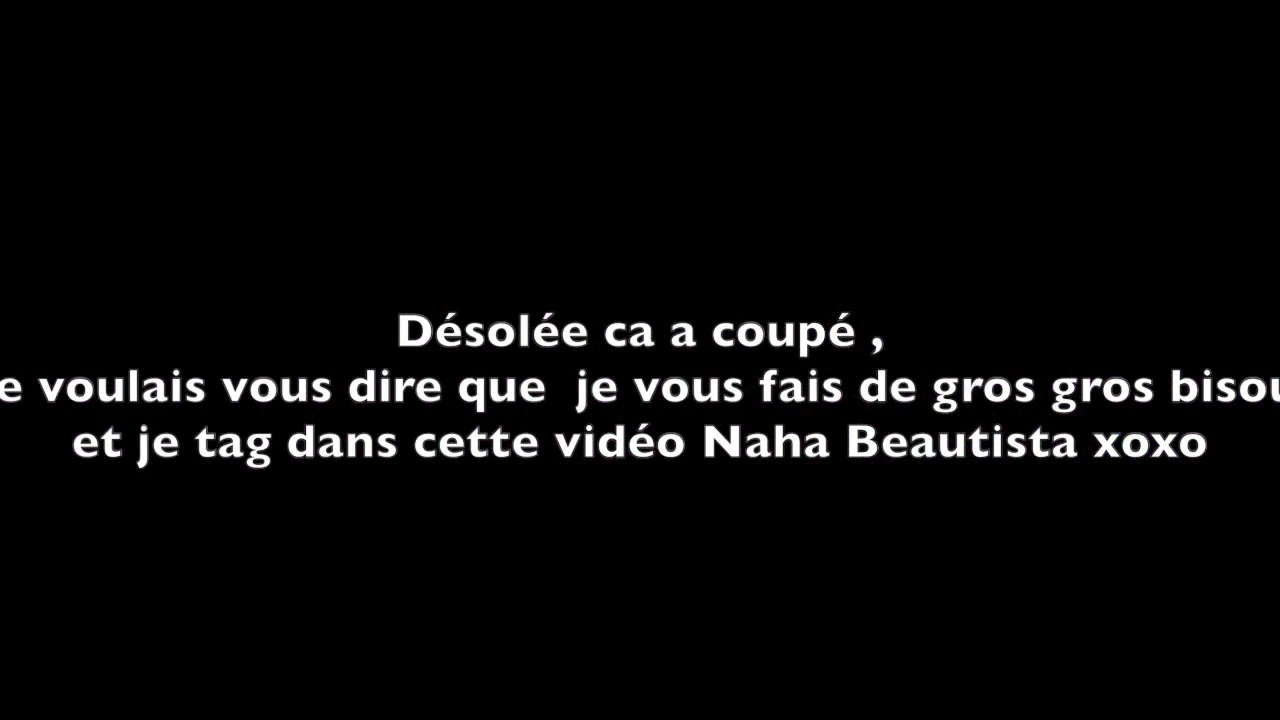 Désolée ca a coupé ,
e voulais vous dire que  je vous fais de gros gros bisou
et je tag dans cette vidéo Naha Beautista xoxo